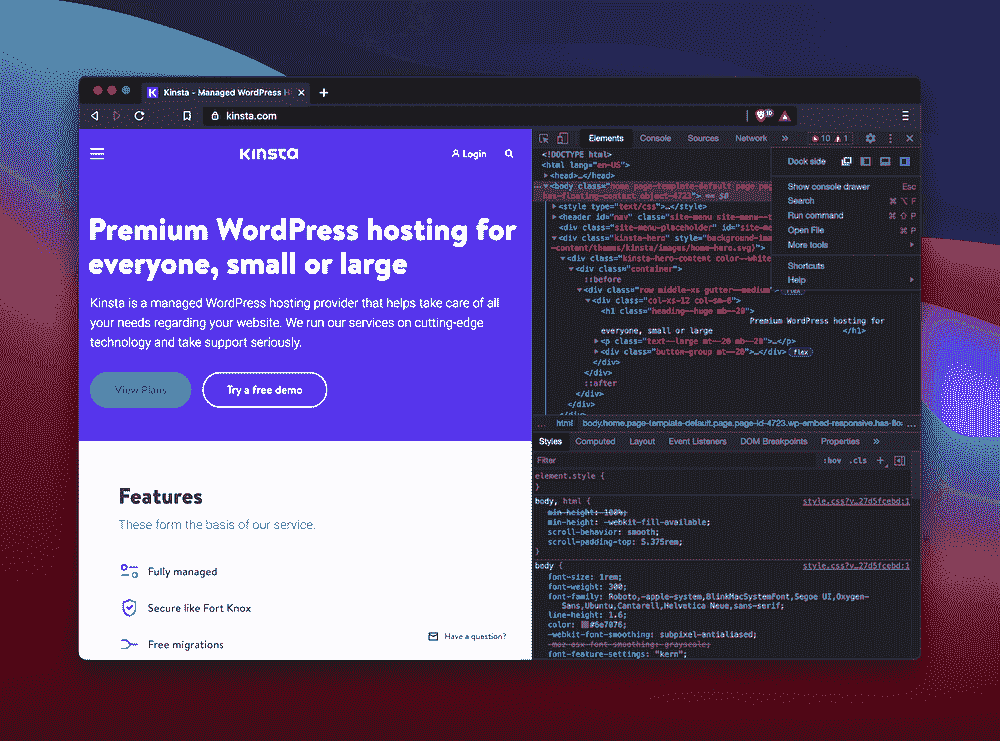 Kinsta - Managed WordPress H
kinsta.com
10
KINSTA
Login
Premium WordPress hosting for
everyone, small or large
Kinsta is a managed WordPress hosting provider that helps take care of all
your needs regarding your website. We run our services on cutting-edge
technology and take support seriously.
View Plans
Try a free demo
Features
These form the basis of our service.
Fully managed
Secure like Fort Knox
Free migrations
Have a question?
Elements Console Sources Network » 10 1
Dock side
Show console drawer Esc
Search ⌘ ⌥ F
Run command ⌘ ⇧ P
Open File ⌘ P
More tools
Shortcuts
Help
<!DOCTYPE html>
<html lang="en-US">
<head>…</head>
<body class="home page-template-default page pag
has-floating-contact object-4723"> == $0
<style type="text/css">…</style>
<header id="nav" class="site-menu site-menu--t
<div class="site-menu-placeholder" id="site-me
<div class="kinsta-hero" style="background-ima
-content/themes/kinsta/images/home-hero.svg)">
<div class="kinsta-hero-content color--white
<div class="container">
::before
<div class="row middle-xs gutter--medium"
flex
<div class="col-xs-12 col-sm-6">
<h1 class="heading--huge mb--20">
Premium WordPress hosting for
everyone, small or large </h1>
<p class="text--large mt--20 mb--20">…</p>
<div class="button-group mt--20">…</div> flex
</div>
</div>
::after
</div>
</div>
… html body.home.page-template-default.page.page-id-4723.wp-embed-responsive.has-floa …
Styles Computed Layout Event Listeners DOM Breakpoints Properties »
Filter :hov .cls +
element.style {
}
body, html { style.css?v…27d5fcebd:1
min-height: 100%;
min-height: -webkit-fill-available;
scroll-behavior: smooth;
scroll-padding-top: 5.375rem;
}
body { style.css?v…27d5fcebd:1
font-size: 1rem;
font-weight: 300;
font-family: Roboto,-apple-system,BlinkMacSystemFont,Segoe UI,Oxygen-
Sans,Ubuntu,Cantarell,Helvetica Neue,sans-serif;
line-height: 1.6;
color: #6e7076;
-webkit-font-smoothing: subpixel-antialiased;
-moz-osx-font-smoothing: grayscale;
font-feature-settings: "kern";